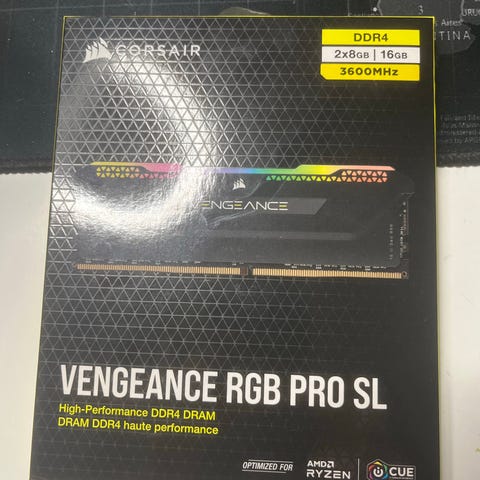 CORSAIR
DDR4
2x8GB | 16GB
3600MHz
VENGEANCE
VENGEANCE RGB PRO SL
High-Performance DDR4 DRAM
DRAM DDR4 haute performance
OPTIMIZED FOR
AMD
RYZEN
iCUE